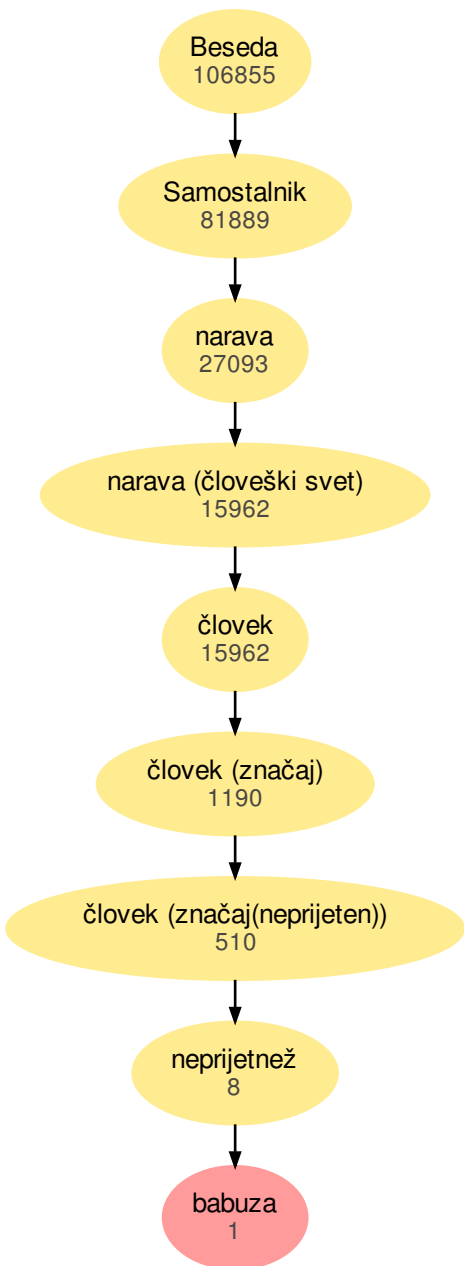 Beseda
106855
Samostalnik
81889
narava
27093
narava (človeški svet)
15962
človek
15962
človek (značaj)
1190
človek (značaj(neprijeten))
510
neprijetnež
8
babuza
1